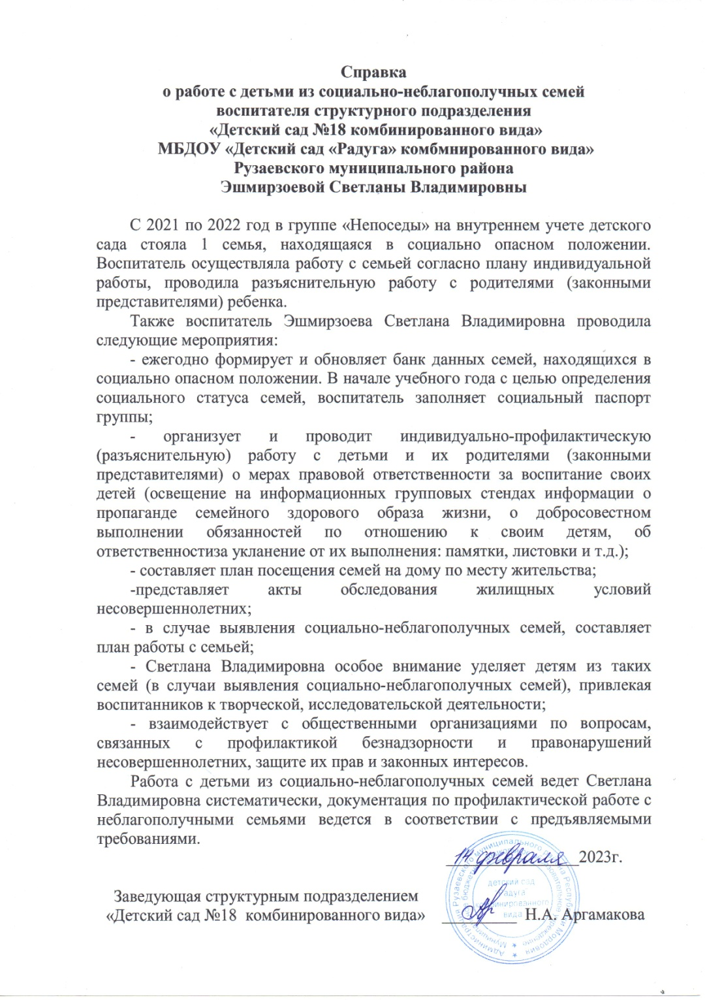 Справка
о работе с детьми из социально-неблагополучных семей
воспитателя структурного подразделения
«Детский сад №18 комбинированного вида»
МБДОУ «Детский сад «Радуга» комбмнированного вида»
Рузаевского муниципального района
Эшмирзоевой Светланы Владимировны
С 2021 по 2022 год в группе «Непоседы» на внутреннем учете детского
сада стояла 1 семья, находящаяся в социально опасном положении.
Воспитатель осуществляла работу с семьей согласно плану индивидуальной
работы, проводила разъяснительную работу с родителями (законными
представителями) ребенка.
Также воспитатель Эшмирзоева Светлана Владимировна проводила
следующие мероприятия:
- ежегодно формирует и обновляет банк данных семей, находящихся в
социально опасном положении. В начале учебного года с целью определения
социального статуса семей, воспитатель заполняет социальный паспорт
группы;
- организует и проводит индивидуально-профилактическую
(разъяснительную) работу с детьми и их родителями (законными
представителями) о мерах правовой ответственности за воспитание своих
детей (освещение на информационных групповых стендах информации о
пропаганде семейного здорового образа жизни, о добросовестном
выполнении обязанностей по отношению к своим детям, об
ответственностиза укланение от их выполнения: памятки, листовки и т.д.);
- составляет план посещения семей на дому по месту жительства;
-представляет акты обследования жилищных условий
несовершеннолетних;
- в случае выявления социально-неблагополучных семей, составляет
план работы с семьей;
- Светлана Владимировна особое внимание уделяет детям из таких
семей (в случаи выявления социально-неблагополучных семей), привлекая
воспитанников к творческой, исследовательской деятельности;
- взаимодействует с общественными организациями по вопросам,
связанных с профилактикой безнадзорности и правонарушений
несовершеннолетних, защите их прав и законных интересов.
Работа с детьми из социально-неблагополучных семей ведет Светлана
Владимировна систематически, документация по профилактической работе с
неблагополучными семьями ведется в соответствии с предъявляемыми
требованиями.
14 февраля 2023г.
Заведующая структурным подразделением
«Детский сад №18 комбинированного вида» Н.А. Аргамакова
Администрация Рузаевского муниципального района Республики Мордовия
детский сад
Радуга
комбинированного
вида